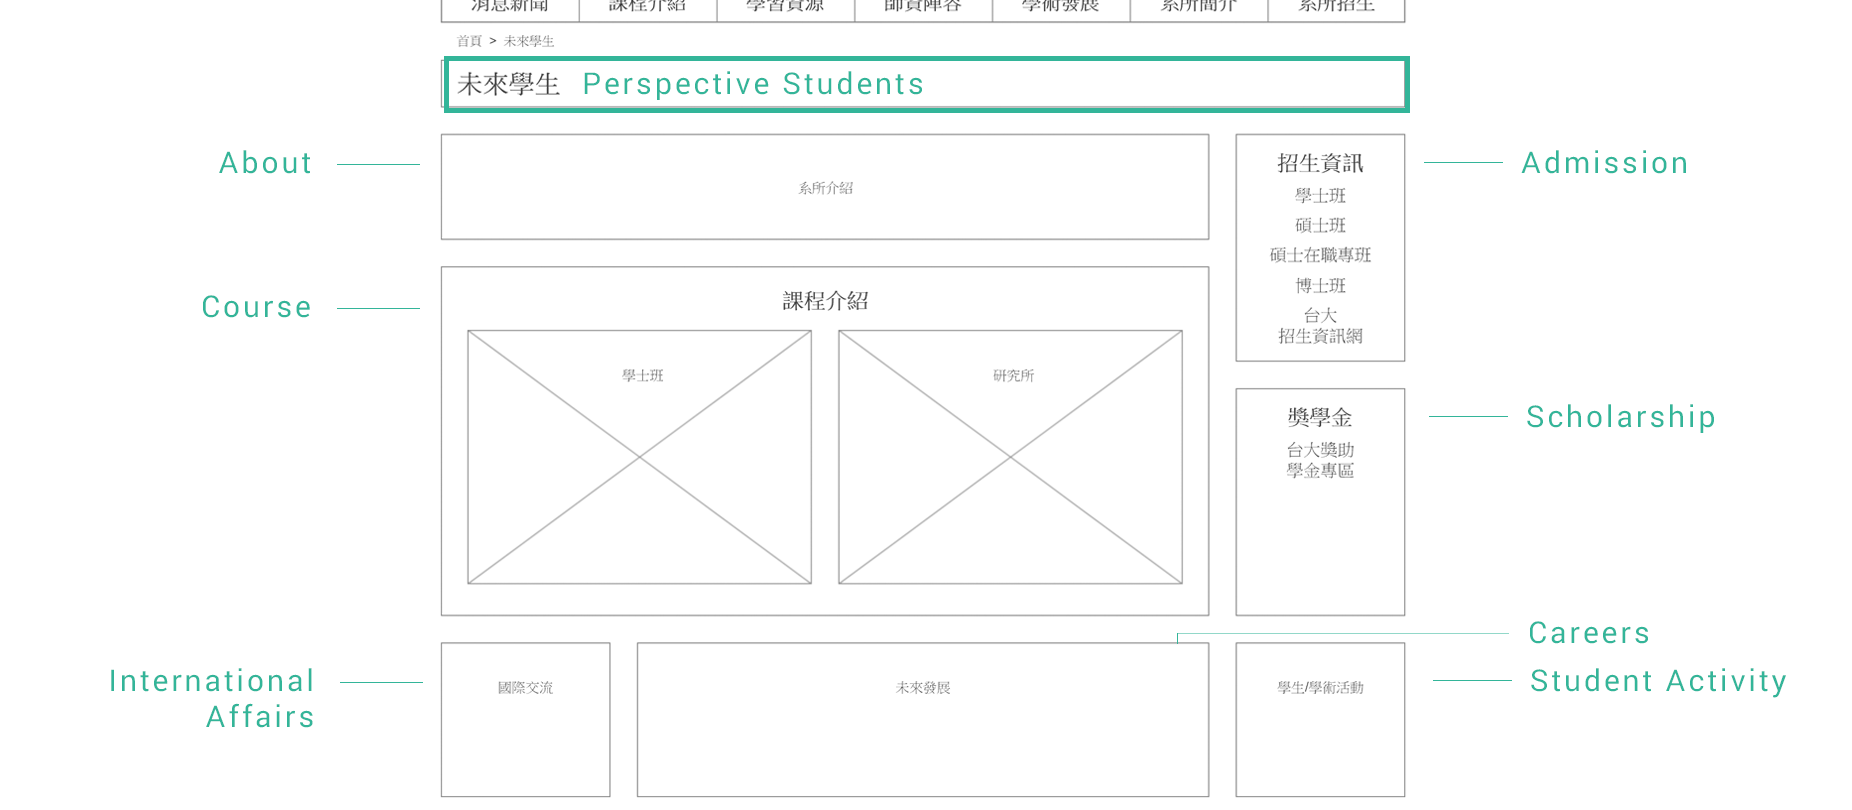 消息新聞 課程介紹 學習資源 師資陣容 學術發展 系所簡介 系所招生
首頁 > 未來學生
未來學生 Perspective Students
About
系所介紹
Course
課程介紹
學士班
研究所
招生資訊
學士班
碩士班
碩士在職專班
博士班
台大
招生資訊網
Admission
獎學金
台大獎助
學金專區
Scholarship
Careers
International
Affairs
國際交流
未來發展
學生/學術活動
Student Activity